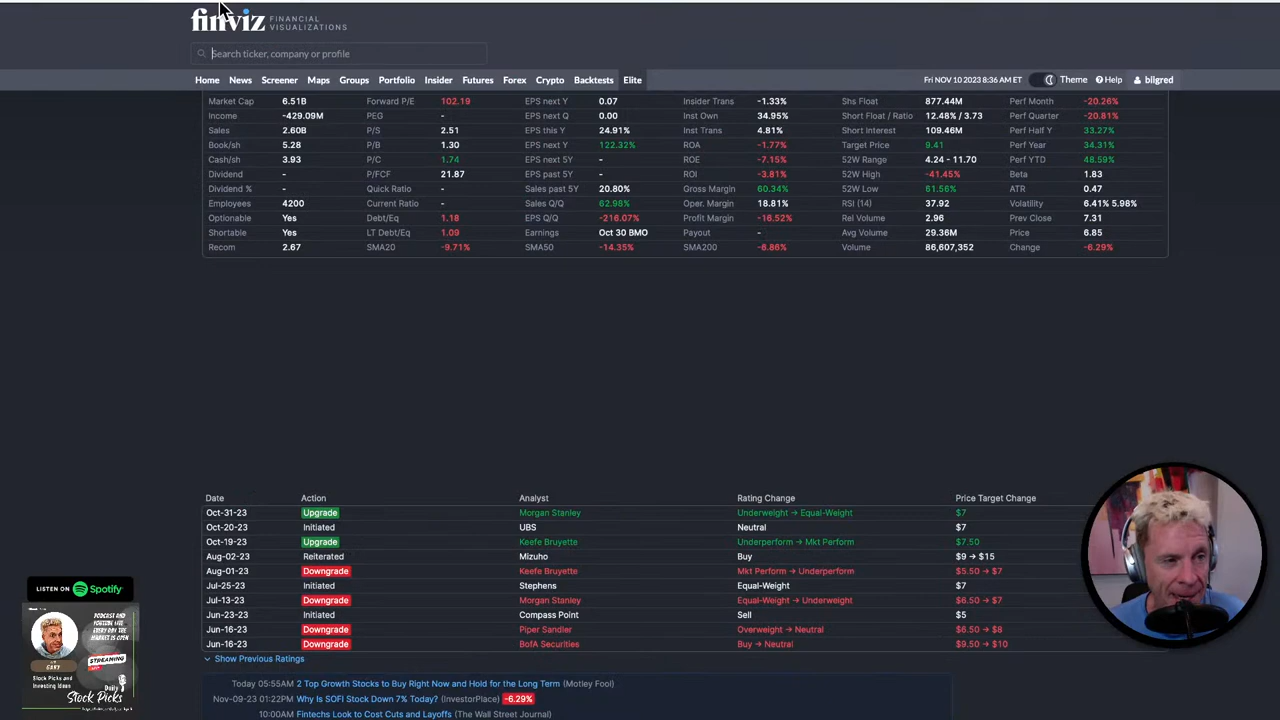 finviz FINANCIAL VISUALIZATIONS
Search ticker, company or profile
Home News Screener Maps Groups Portfolio Insider Futures Forex Crypto Backtests Elite Fri NOV 10 2023 8:36 AM ET Theme Help bligred
Market Cap 6.51B Forward P/E 102.19 EPS next Y 0.07 Insider Trans -1.33% Shs Float 877.44M Perf Month -20.26%
Income -429.09M PEG - EPS next Q 0.00 Inst Own 34.95% Short Float / Ratio 12.48% / 3.73 Perf Quarter -20.81%
Sales 2.60B P/S 2.51 EPS this Y 24.91% Inst Trans 4.81% Short Interest 109.46M Perf Half Y 33.27%
Book/sh 5.28 P/B 1.30 EPS next Y 122.32% ROA -1.77% Target Price 9.41 Perf Year 34.31%
Cash/sh 3.93 P/C 1.74 EPS next 5Y - ROE -7.15% 52W Range 4.24 - 11.70 Perf YTD 48.59%
Dividend - P/FCF 21.87 EPS past 5Y - ROI -3.81% 52W High -41.45% Beta 1.83
Dividend % - Quick Ratio - Sales past 5Y 20.80% Gross Margin 60.34% 52W Low 61.56% ATR 0.47
Employees 4200 Current Ratio - Sales Q/Q 62.98% Oper. Margin 18.81% RSI (14) 37.92 Volatility 6.41% 5.98%
Optionable Yes Debt/Eq 1.18 EPS Q/Q -216.07% Profit Margin -16.52% Rel Volume 2.96 Prev Close 7.31
Shortable Yes LT Debt/Eq 1.09 Earnings Oct 30 BMO Payout - Avg Volume 29.36M Price 6.85
Recom 2.67 SMA20 -9.71% SMA50 -14.35% SMA200 -8.86% Volume 86,607,352 Change -6.29%
Date Action Analyst Rating Change Price Target Change
Oct-31-23 Upgrade Morgan Stanley Underweight → Equal-Weight $7
Oct-20-23 Initiated UBS Neutral $7
Oct-19-23 Upgrade Keefe Bruyette Underperform → Mkt Perform $7.50
Aug-02-23 Reiterated Mizuho Buy $9 → $15
Aug-01-23 Downgrade Keefe Bruyette Mkt Perform → Underperform $5.50 → $7
Jul-25-23 Initiated Stephens Equal-Weight $7
Jul-13-23 Downgrade Morgan Stanley Equal-Weight → Underweight $6.50 → $7
Jun-23-23 Initiated Compass Point Sell $5
Jun-16-23 Downgrade Piper Sandler Overweight → Neutral $6.50 → $8
Jun-16-23 Downgrade BofA Securities Buy → Neutral $9.50 → $10
Show Previous Ratings
Today 05:55AM 2 Top Growth Stocks to Buy Right Now and Hold for the Long Term (Motley Fool)
Nov-09-23 01:22PM Why Is SOFI Stock Down 7% Today? (InvestorPlace) -6.29%
10:00AM Fintechs Look to Cost Cuts and Layoffs (The Wall Street Journal)
LISTEN ON Spotify
PODCAST AND
YOUTUBE LIVE
EVERY DAY THE
MARKET IS OPEN
GARY
STREAMING
Stock Picks and
Investing Ideas
Daily
Stock Picks